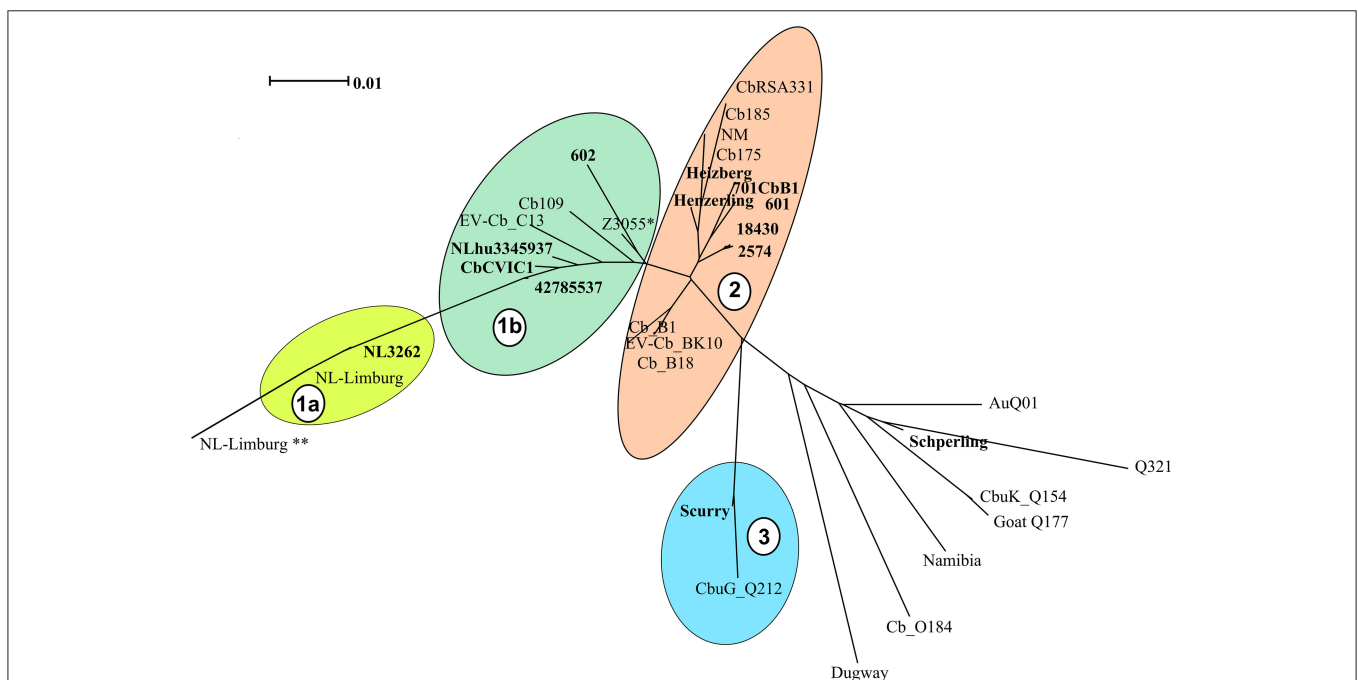 0.01
CbRSA331
Cb185
NM
Cb175
Heizberg
701CbB1
Henzerling
601
18430
2574
2
602
Cb109
EV-Cb_C13
Z3055*
NLhu3345937
CbCVIC1
42785537
1b
Cb_B1
EV-Cb_BK10
Cb_B18
NL3262
NL-Limburg
1a
NL-Limburg **
AuQ01
Schperling
Q321
CbuK_Q154
Goat Q177
Namibia
Scurry
3
CbuG_Q212
Cb_O184
Dugway